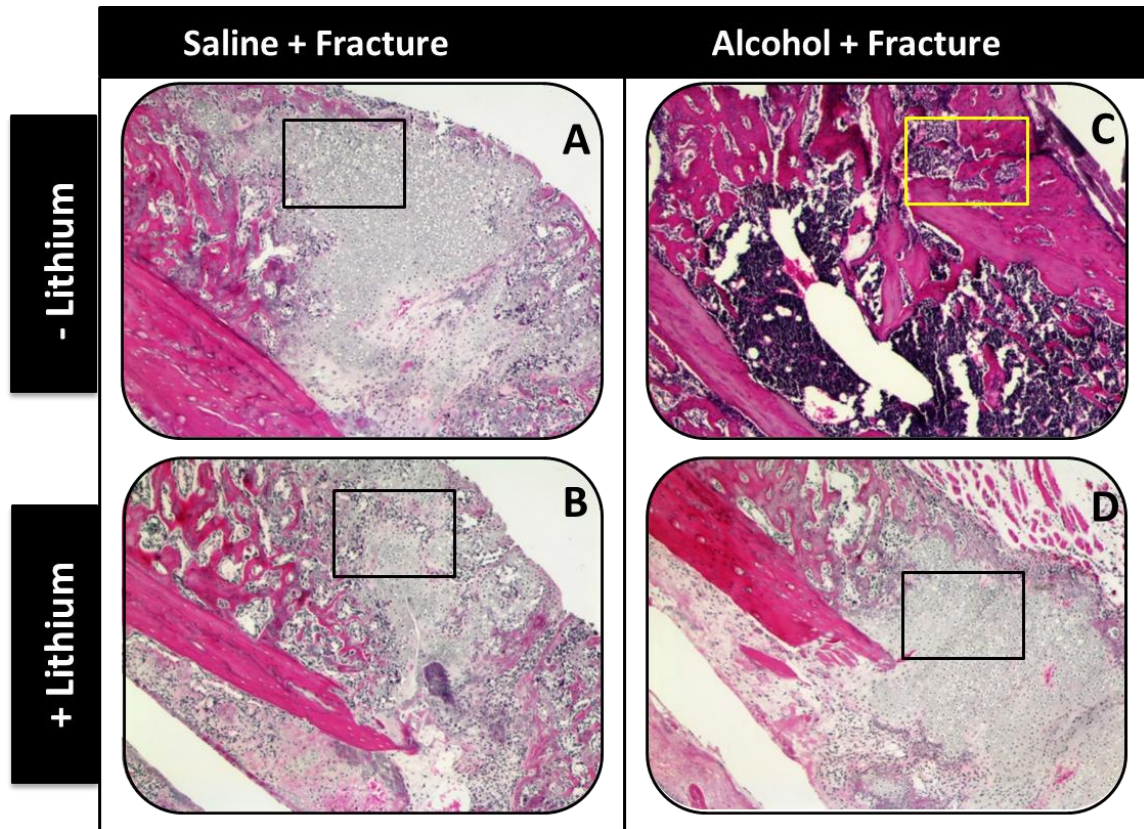 Saline + Fracture
Alcohol + Fracture
- Lithium
A
C
+ Lithium
B
D